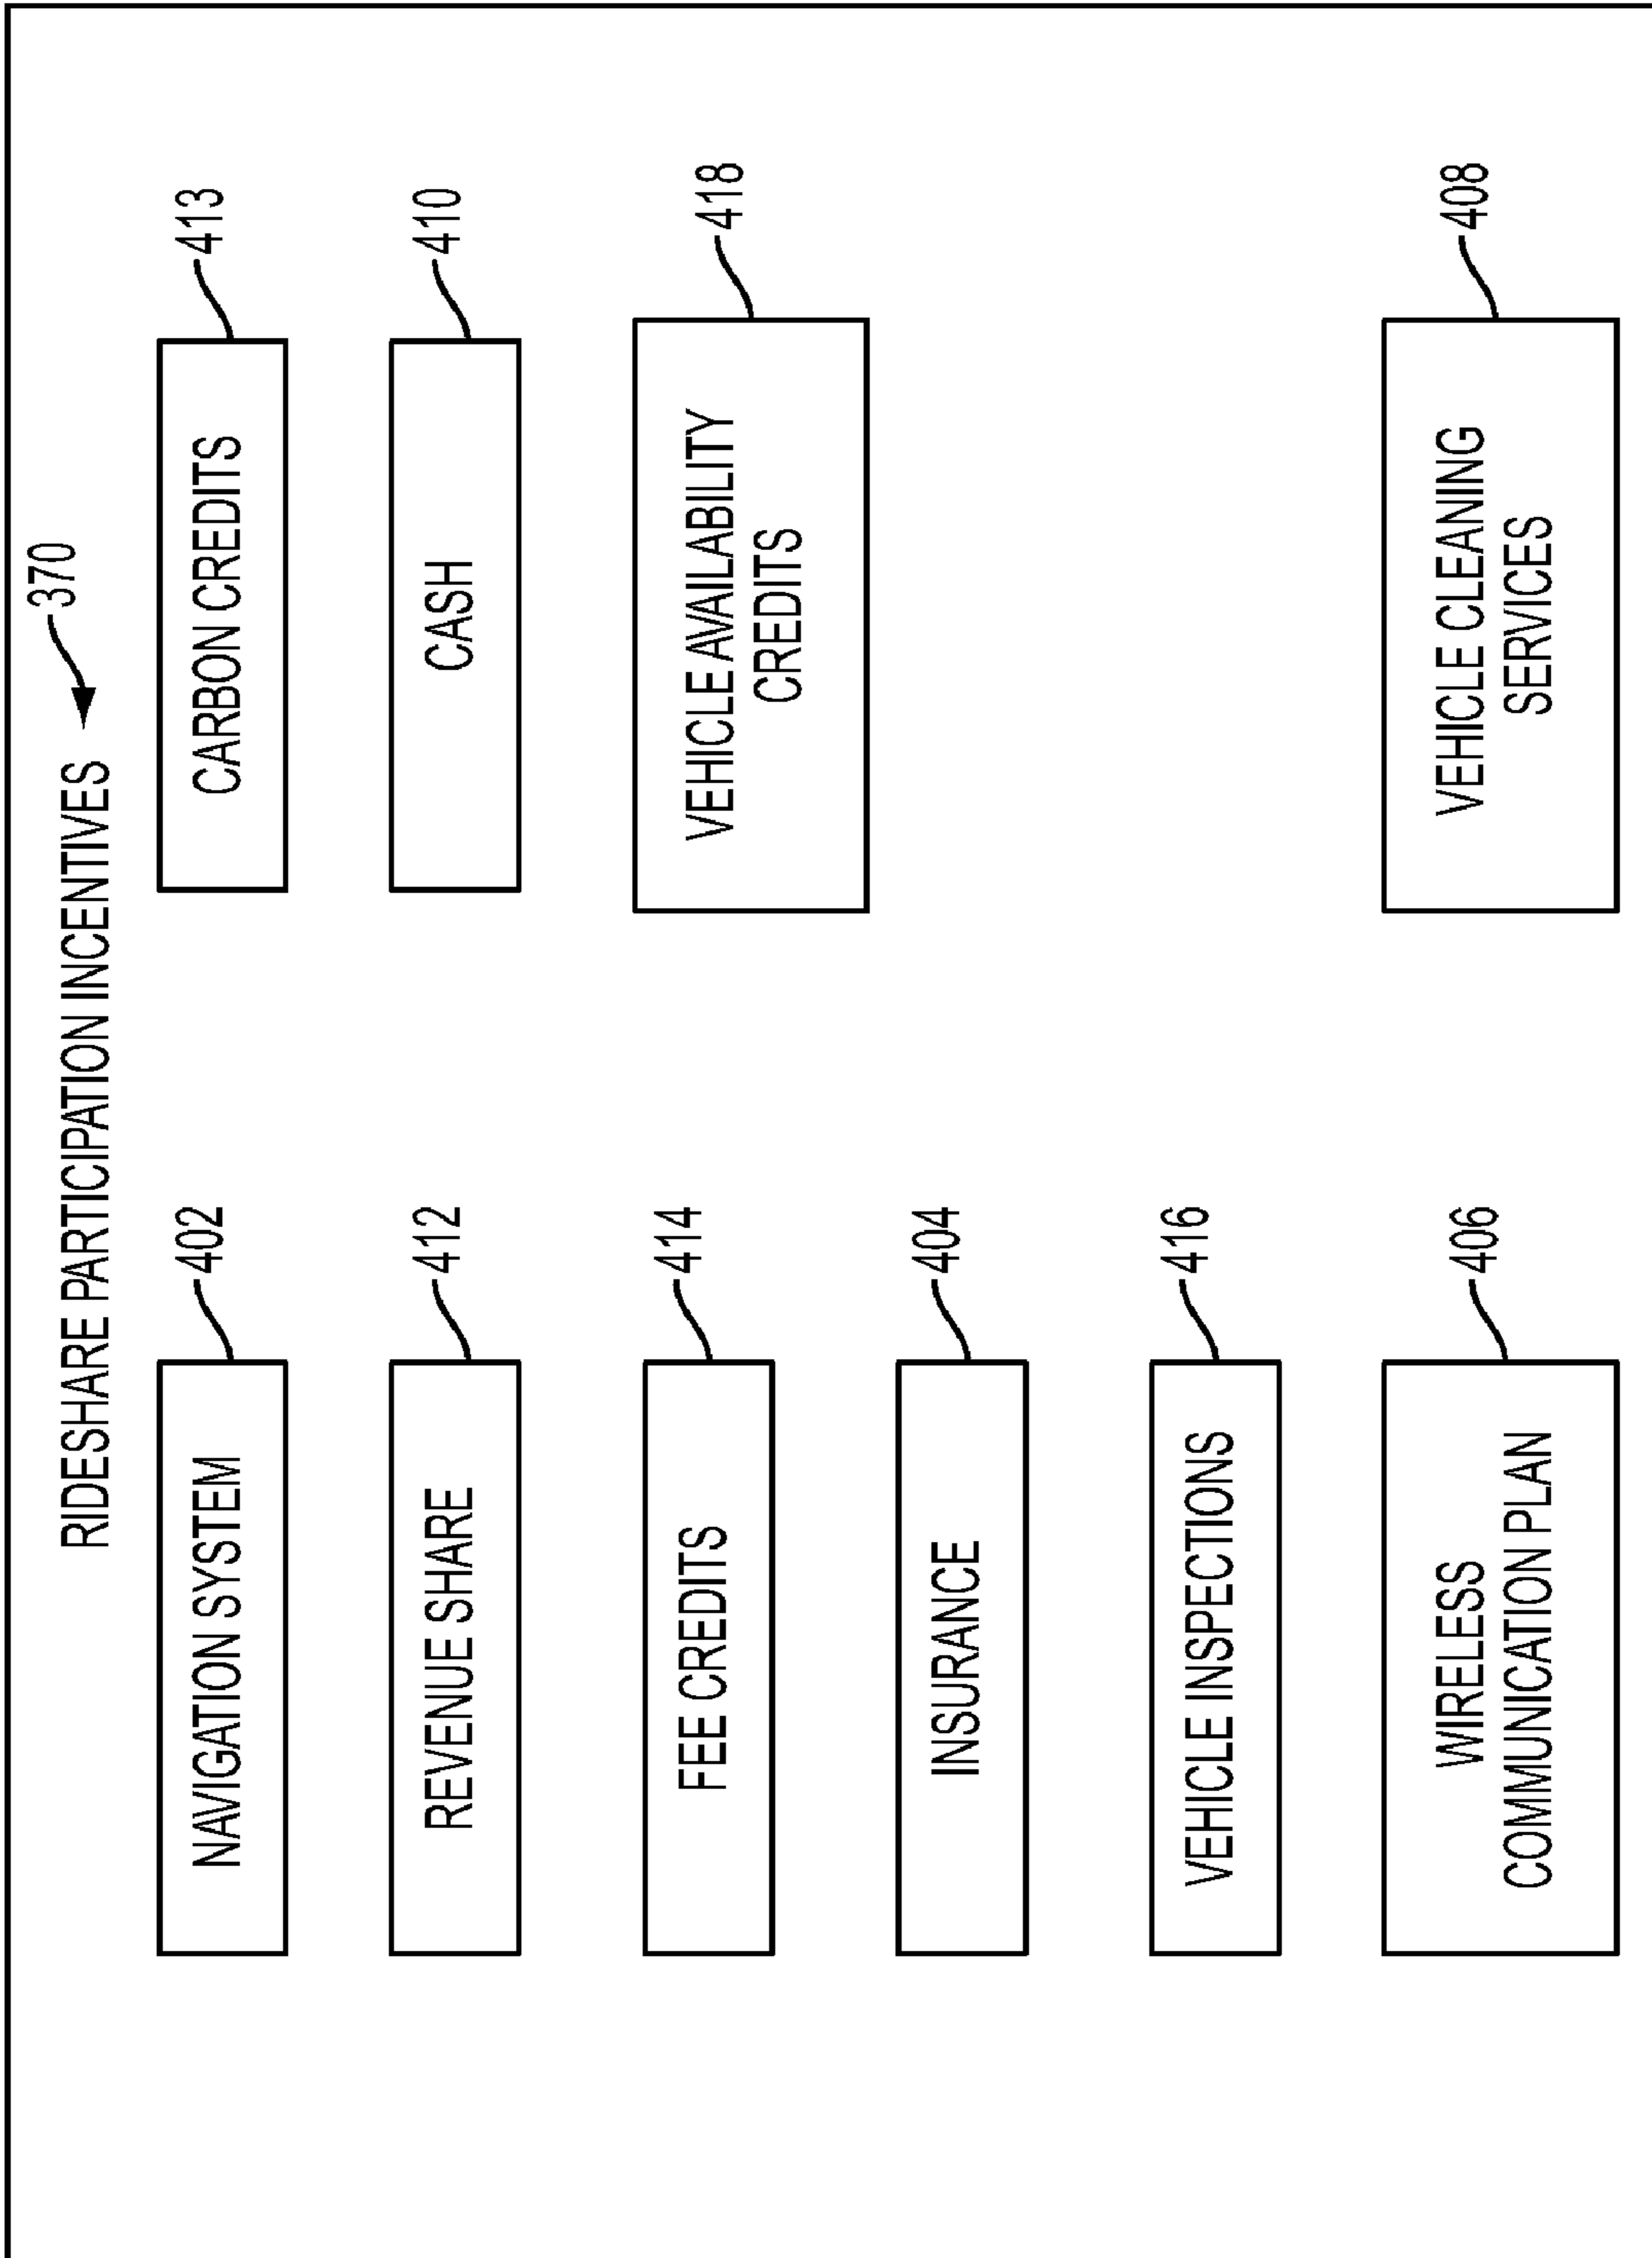 370
RIDESHARE PARTICIPATION INCENTIVES
402
NAVIGATION SYSTEM
413
CARBON CREDITS
412
REVENUE SHARE
410
CASH
414
FEE CREDITS
418
VEHICLE AVAILABILITY
CREDITS
404
INSURANCE
416
VEHICLE INSPECTIONS
406
WIRELESS
COMMUNICATION PLAN
408
VEHICLE CLEANING
SERVICES